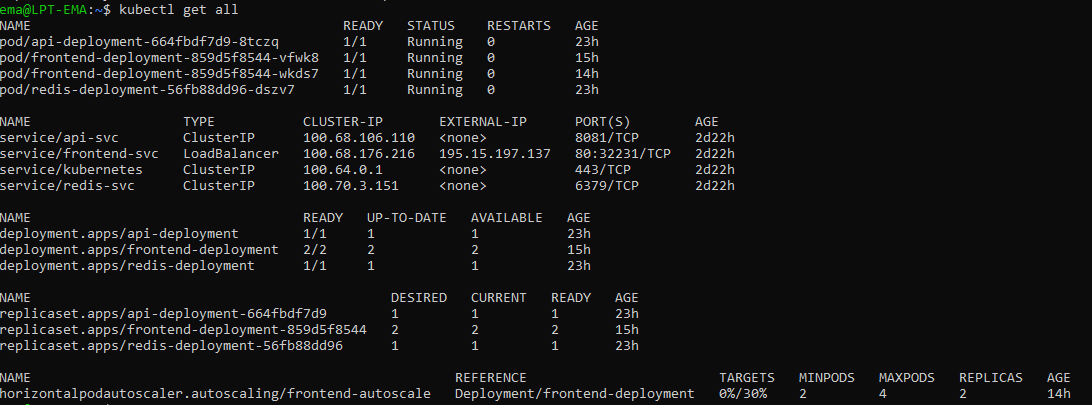 ema@LPT-EMA:~$ kubectl get all
NAME READY STATUS RESTARTS AGE
pod/api-deployment-664fbdf7d9-8tczq 1/1 Running 0 23h
pod/frontend-deployment-859d5f8544-vfwk8 1/1 Running 0 15h
pod/frontend-deployment-859d5f8544-wkds7 1/1 Running 0 14h
pod/redis-deployment-56fb88dd96-dszv7 1/1 Running 0 23h
NAME TYPE CLUSTER-IP EXTERNAL-IP PORT(S) AGE
service/api-svc ClusterIP 100.68.106.110 <none> 8081/TCP 2d22h
service/frontend-svc LoadBalancer 100.68.176.216 195.15.197.137 80:32231/TCP 2d22h
service/kubernetes ClusterIP 100.64.0.1 <none> 443/TCP 2d22h
service/redis-svc ClusterIP 100.70.3.151 <none> 6379/TCP 2d22h
NAME READY UP-TO-DATE AVAILABLE AGE
deployment.apps/api-deployment 1/1 1 1 23h
deployment.apps/frontend-deployment 2/2 2 2 15h
deployment.apps/redis-deployment 1/1 1 1 23h
NAME DESIRED CURRENT READY AGE
replicaset.apps/api-deployment-664fbdf7d9 1 1 1 23h
replicaset.apps/frontend-deployment-859d5f8544 2 2 2 15h
replicaset.apps/redis-deployment-56fb88dd96 1 1 1 23h
NAME REFERENCE TARGETS MINPODS MAXPODS REPLICAS AGE
horizontalpodautoscaler.autoscaling/frontend-autoscale Deployment/frontend-deployment 0%/30% 2 4 2 14h